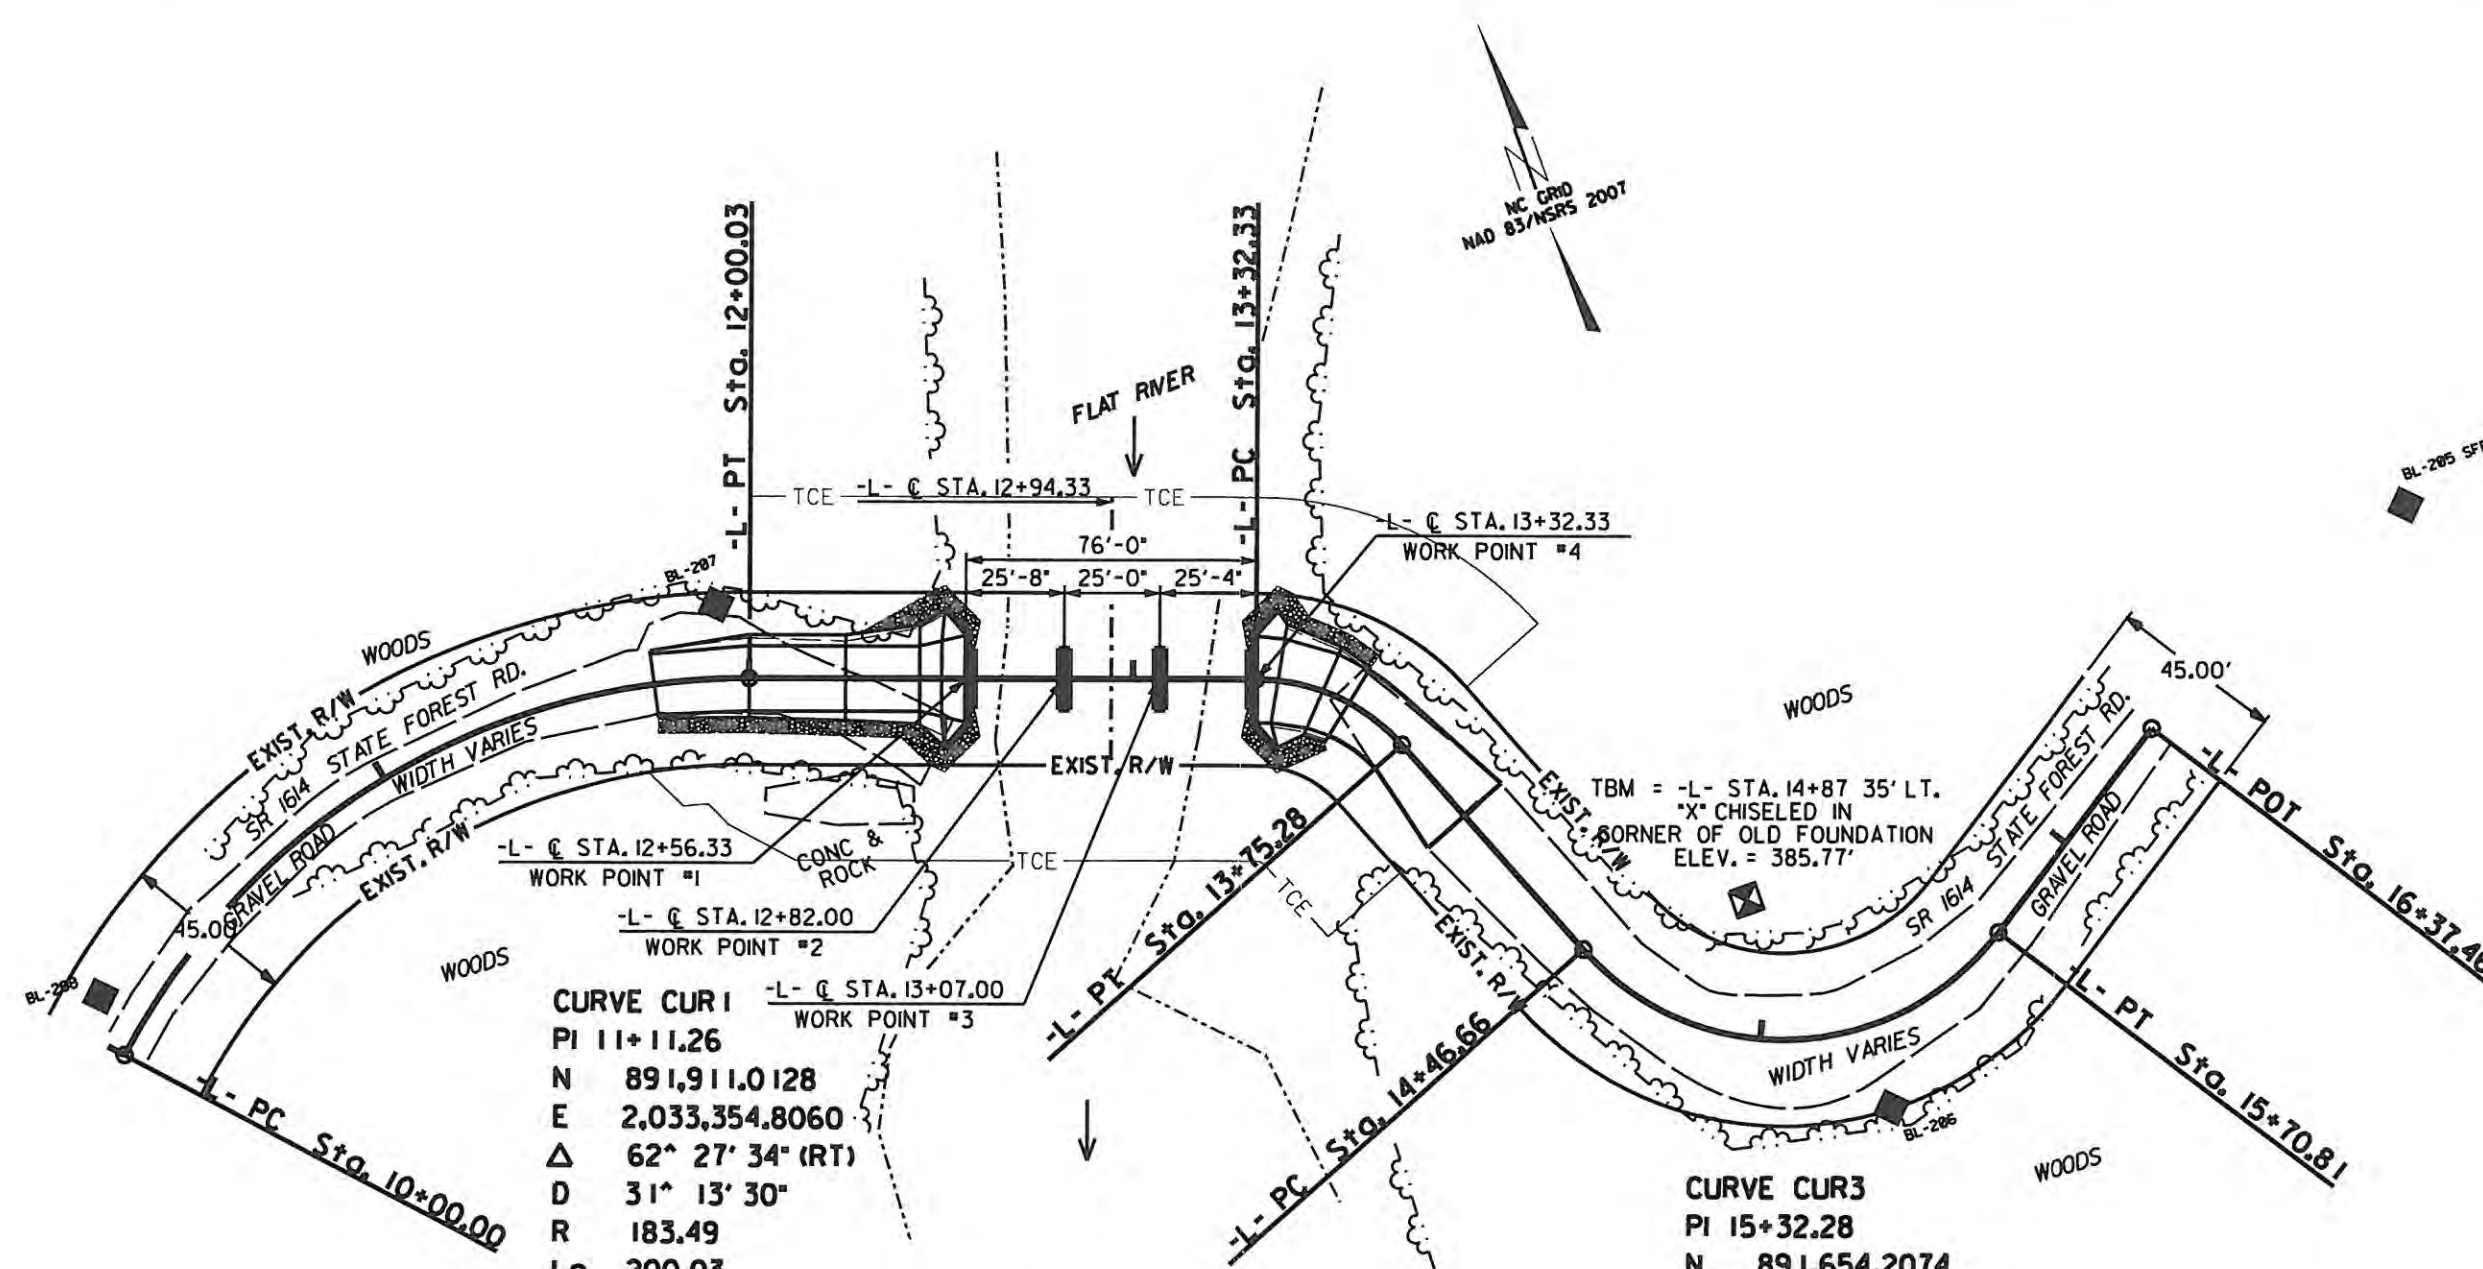 NC GRID
NAD 83/NSRS 2007
-L- PT Sta. 12+00.03
-L- PC Sta. 13+32.33
FLAT RIVER
TCE
-L- ℄ STA. 12+94.33
TCE
-L- ℄ STA. 13+32.33
WORK POINT #4
76'-0"
25'-8" 25'-0" 25'-4"
BL-207
WOODS
EXIST. R/W
SR 1614 STATE FOREST RD.
WIDTH VARIES
GRAVEL ROAD
EXIST. R/W
45.00'
BL-208
WOODS
-L- PC Sta. 10+00.00
-L- ℄ STA. 12+56.33
WORK POINT #1
CONC &
ROCK
TCE
TCE
-L- ℄ STA. 12+82.00
WORK POINT #2
-L- ℄ STA. 13+07.00
WORK POINT #3
EXIST. R/W
-L- PT Sta. 13+75.28
-L- PC Sta. 14+46.66
EXIST. R/W
EXIST. R/W
TBM = -L- STA. 14+87 35' LT.
"X" CHISELED IN
CORNER OF OLD FOUNDATION
ELEV. = 385.77'
WOODS
45.00'
SR 1614 STATE FOREST RD.
GRAVEL ROAD
WIDTH VARIES
-L- POT Sta. 16+37.46
-L- PT Sta. 15+70.81
BL-206
WOODS
BL-205
CURVE CUR1
PI 11+11.26
N 891,911.0128
E 2,033,354.8060
△ 62^ 27' 34" (RT)
D 31^ 13' 30"
R 183.49
200.03
CURVE CUR3
PI 15+32.28
N 891,654.2074